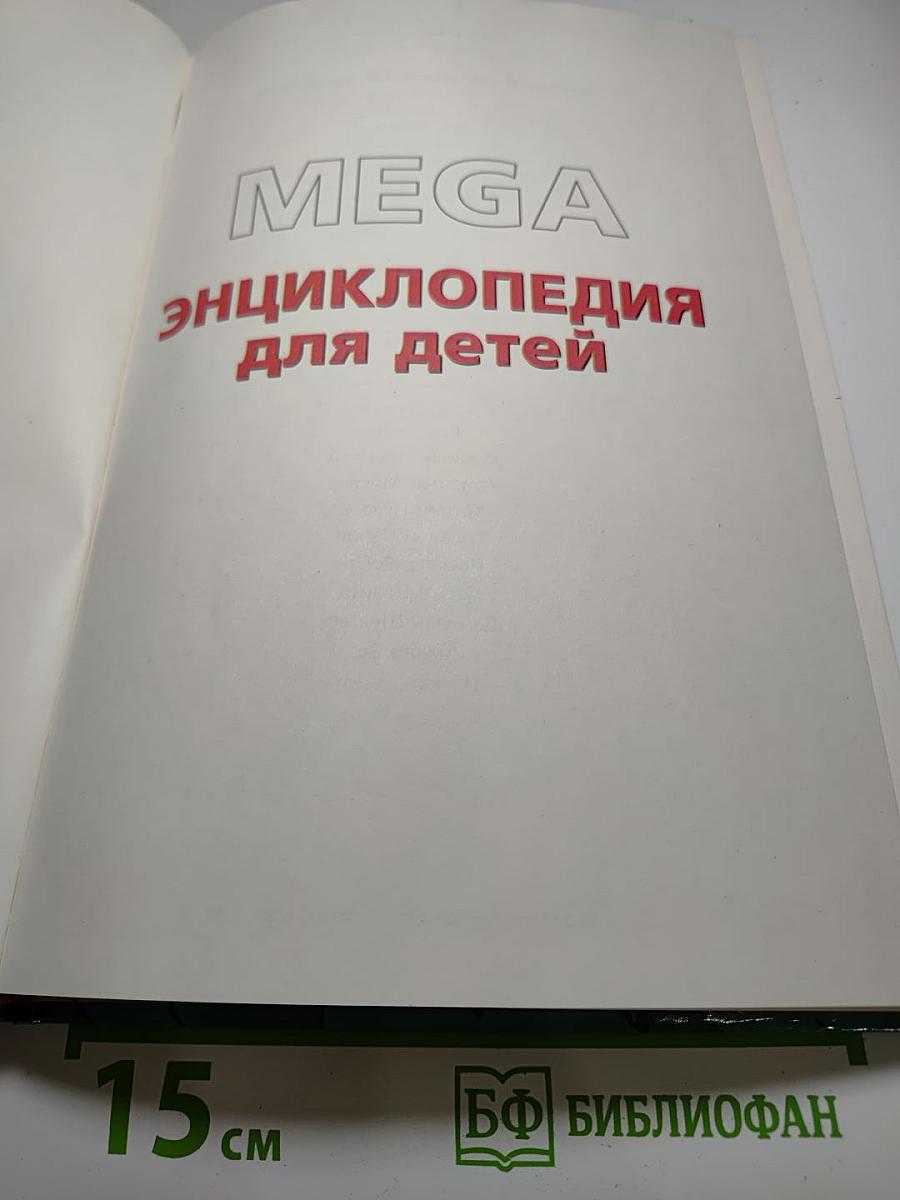 MEGA
ЭНЦИКЛОПЕДИЯ
для детей
15 см
БФ БИБЛИОФАН